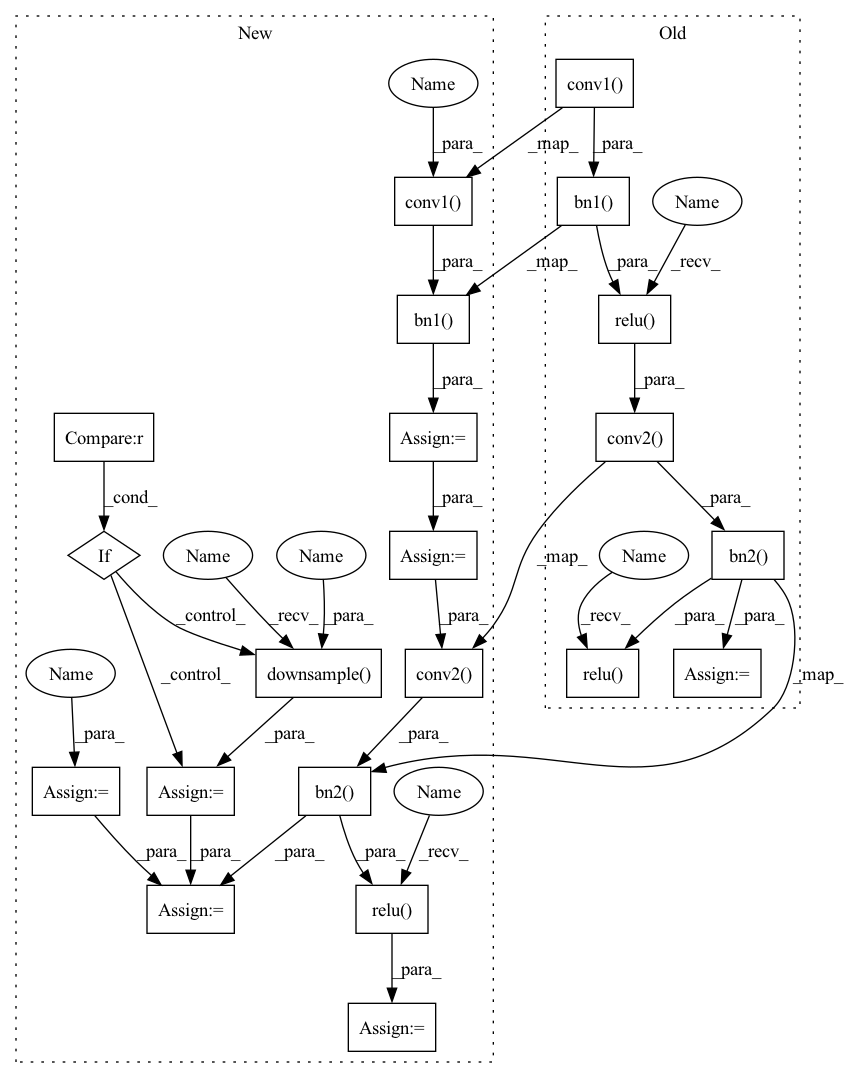 New
Old
Name
conv1()
_para_
_map_
_para_
conv1()
bn1()
Name
_para_
_map_
_para_
_recv_
bn1()
relu()
_para_
_para_
Compare:r
Assign:=
conv2()
_cond_
_para_
_para_
If
Name
Name
Assign:=
Name
bn2()
_control_
_recv_
_para_
_para_
_map_
_recv_
_para_
_para_
Name
downsample()
conv2()
relu()
Assign:=
_map_
_para_
_control_
_para_
_para_
Assign:=
Assign:=
bn2()
Name
_para_
_para_
_para_
_para_
_recv_
Assign:=
relu()
_para_
Assign:=